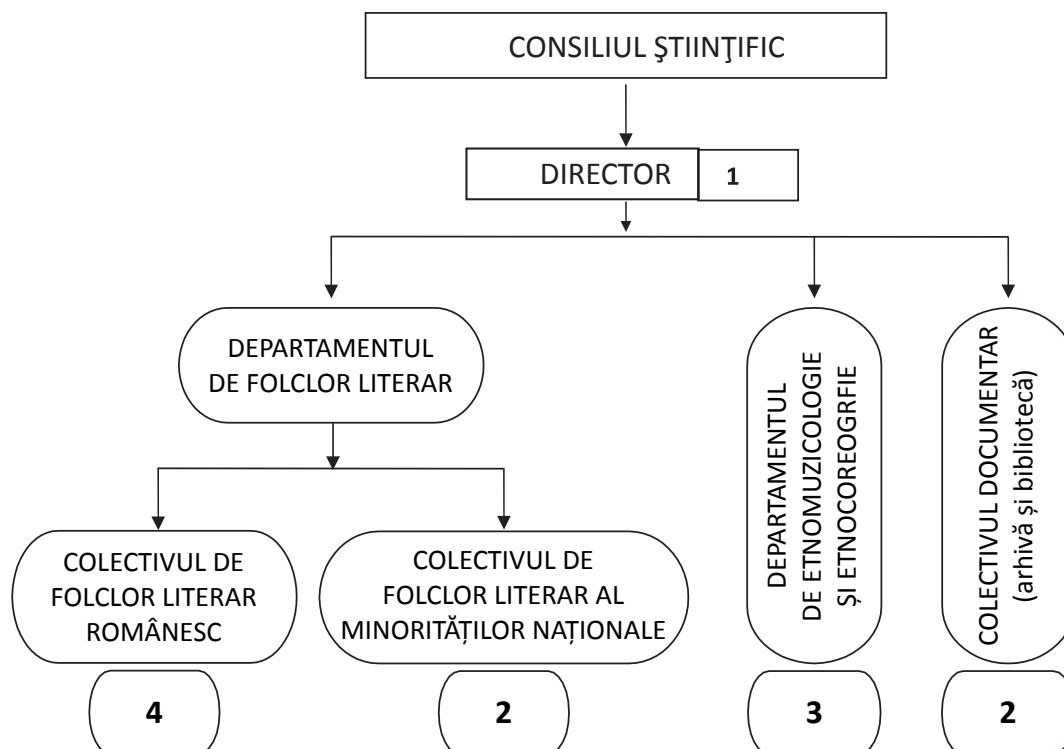 CONSILIUL ŞTIINŢIFIC
DIRECTOR
1
DEPARTAMENTUL
DE FOLCLOR LITERAR
COLECTIVUL DE
FOLCLOR LITERAR
ROMÂNESC
4
COLECTIVUL DE
FOLCLOR LITERAR AL
MINORITĂȚILOR NAȚIONALE
2
DEPARTAMENTUL
DE ETNOMUZICOLOGIE
ȘI ETNOCOREOGRFIE
3
COLECTIVUL DOCUMENTAR
(arhivă și bibliotecă)
2